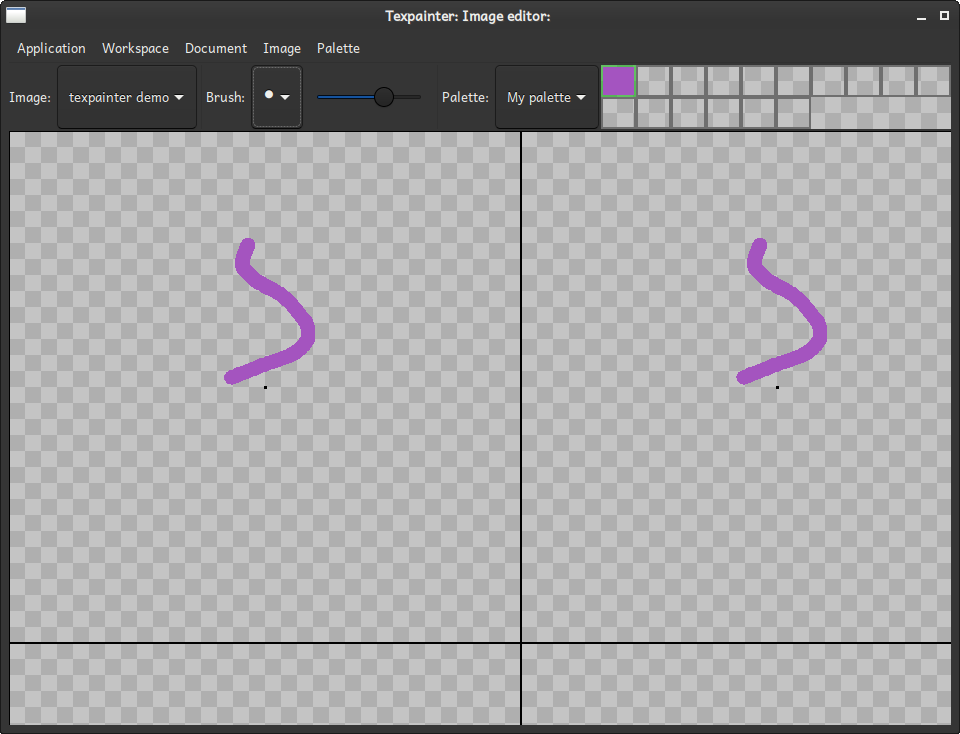 Texpainter: Image editor:
Application Workspace Document Image Palette
Image: texpainter demo Brush: Palette: My palette